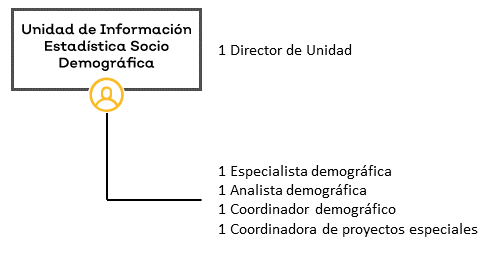 Unidad de Información
Estadística Socio
Demográfica
1 Director de Unidad
1 Especialista demográfica
1 Analista demográfica
1 Coordinador demográfico
1 Coordinadora de proyectos especiales